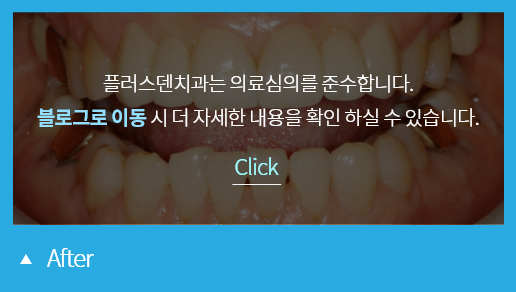 플러스덴치과는 의료심의를 준수합니다.
블로그로 이동 시 더 자세한 내용을 확인 하실 수 있습니다.
Click
▲ After